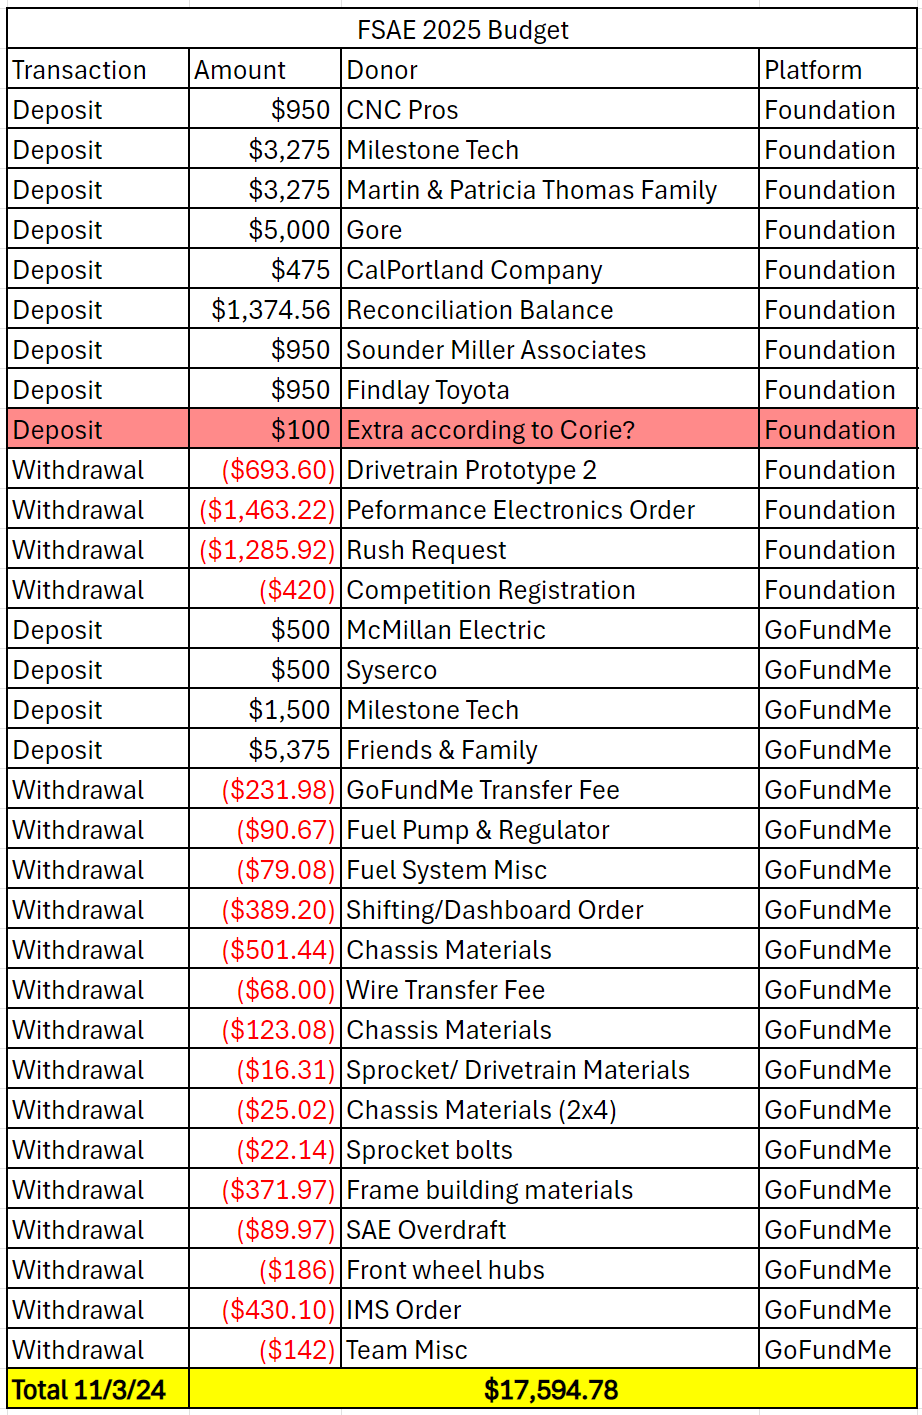 FSAE 2025 Budget
Transaction Amount Donor Platform
Deposit $950 CNC Pros Foundation
Deposit $3,275 Milestone Tech Foundation
Deposit $3,275 Martin & Patricia Thomas Family Foundation
Deposit $5,000 Gore Foundation
Deposit $475 CalPortland Company Foundation
Deposit $1,374.56 Reconciliation Balance Foundation
Deposit $950 Sounder Miller Associates Foundation
Deposit $950 Findlay Toyota Foundation
Deposit $100 Extra according to Corie? Foundation
Withdrawal ($693.60) Drivetrain Prototype 2 Foundation
Withdrawal ($1,463.22) Peformance Electronics Order Foundation
Withdrawal ($1,285.92) Rush Request Foundation
Withdrawal ($420) Competition Registration Foundation
Deposit $500 McMillan Electric GoFundMe
Deposit $500 Syserco GoFundMe
Deposit $1,500 Milestone Tech GoFundMe
Deposit $5,375 Friends & Family GoFundMe
Withdrawal ($231.98) GoFundMe Transfer Fee GoFundMe
Withdrawal ($90.67) Fuel Pump & Regulator GoFundMe
Withdrawal ($79.08) Fuel System Misc GoFundMe
Withdrawal ($389.20) Shifting/Dashboard Order GoFundMe
Withdrawal ($501.44) Chassis Materials GoFundMe
Withdrawal ($68.00) Wire Transfer Fee GoFundMe
Withdrawal ($123.08) Chassis Materials GoFundMe
Withdrawal ($16.31) Sprocket/ Drivetrain Materials GoFundMe
Withdrawal ($25.02) Chassis Materials (2x4) GoFundMe
Withdrawal ($22.14) Sprocket bolts GoFundMe
Withdrawal ($371.97) Frame building materials GoFundMe
Withdrawal ($89.97) SAE Overdraft GoFundMe
Withdrawal ($186) Front wheel hubs GoFundMe
Withdrawal ($430.10) IMS Order GoFundMe
Withdrawal ($142) Team Misc GoFundMe
Total 11/3/24 $17,594.78